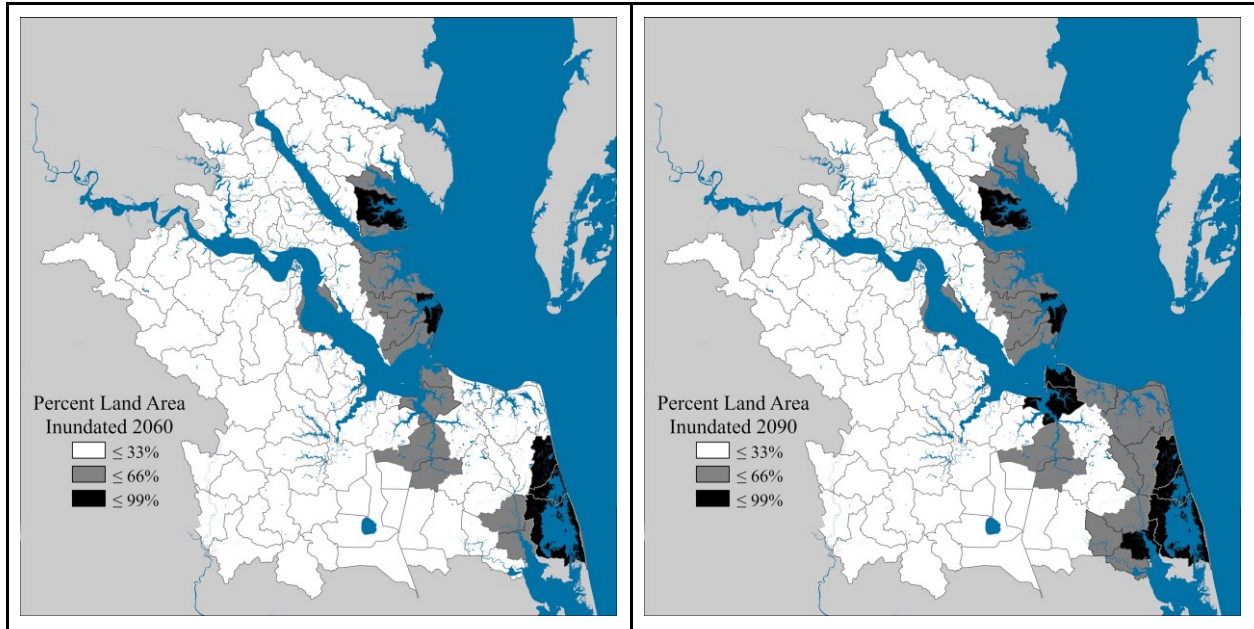 Percent Land Area
Inundated 2060
≤ 33%
≤ 66%
≤ 99%
Percent Land Area
Inundated 2090
≤ 33%
≤ 66%
≤ 99%